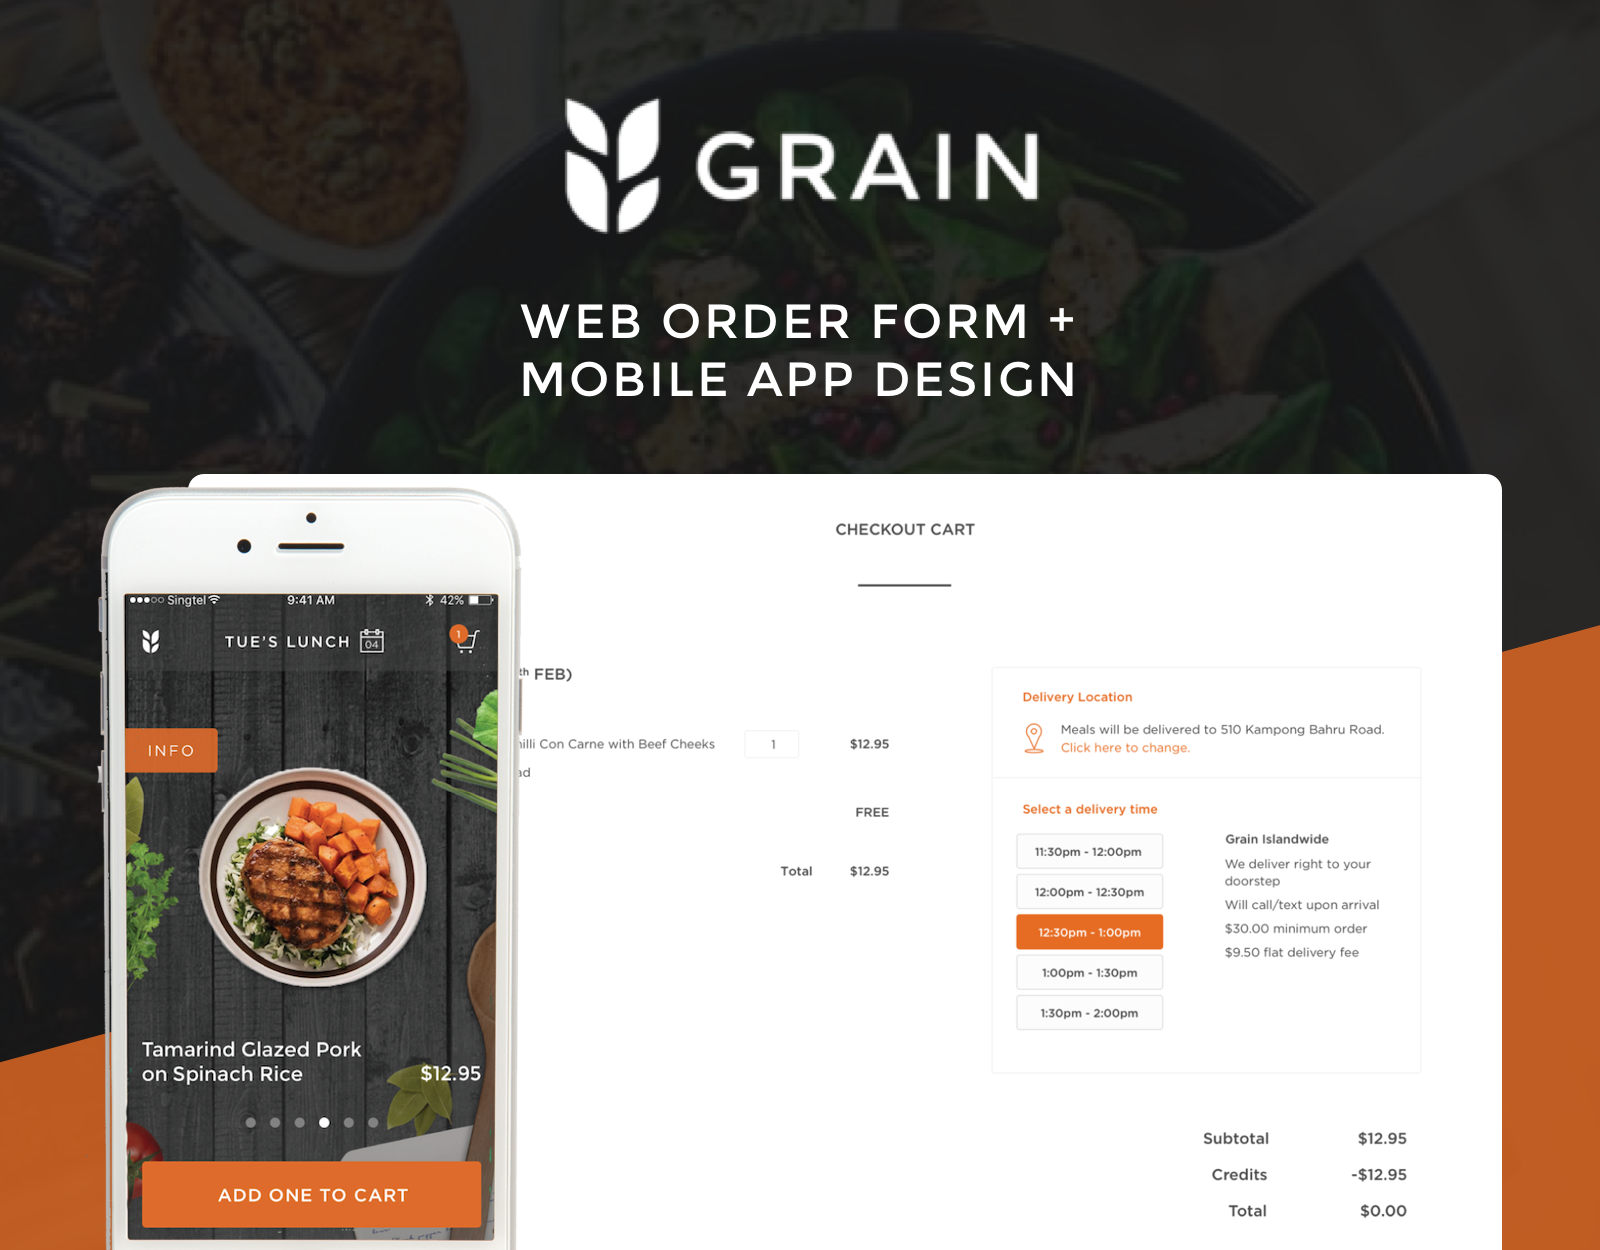 GRAIN
WEB ORDER FORM +
MOBILE APP DESIGN
Singtel
9:41 AM
42%
TUE'S LUNCH
04
1
INFO
Tamarind Glazed Pork
on Spinach Rice
$12.95
ADD ONE TO CART
CHECKOUT CART
th FEB)
Con Carne with Beef Cheeks
1
$12.95
FREE
Total $12.95
Delivery Location
Meals will be delivered to 510 Kampong Bahru Road.
Click here to change.
Select a delivery time
11:30pm - 12:00pm
12:00pm - 12:30pm
12:30pm - 1:00pm
1:00pm - 1:30pm
1:30pm - 2:00pm
Grain Islandwide
We deliver right to your
doorstep
Will call/text upon arrival
$30.00 minimum order
$9.50 flat delivery fee
Subtotal $12.95
Credits -$12.95
Total $0.00